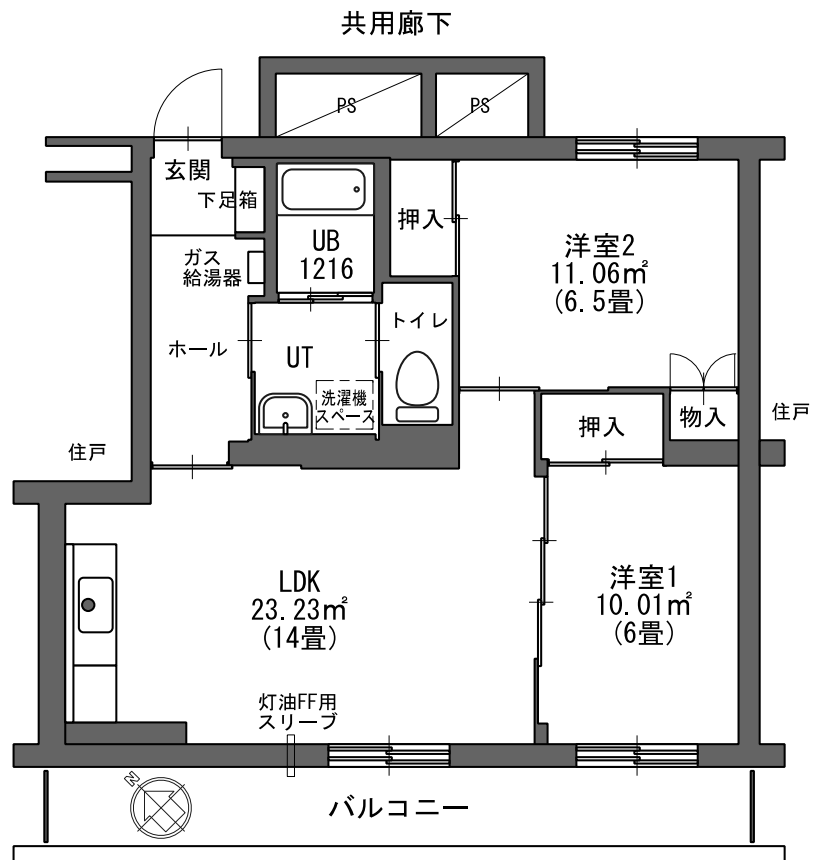 共用廊下
PS
PS
玄関
下足箱
押入
UB
1216
洋室2
11.06㎡
(6.5畳)
ガス
給湯器
トイレ
ホール
UT
洗濯機
スペース
物入
住戸
押入
住戸
LDK
23.23㎡
(14畳)
洋室1
10.01㎡
(6畳)
灯油FF用
スリーブ
N
バルコニー